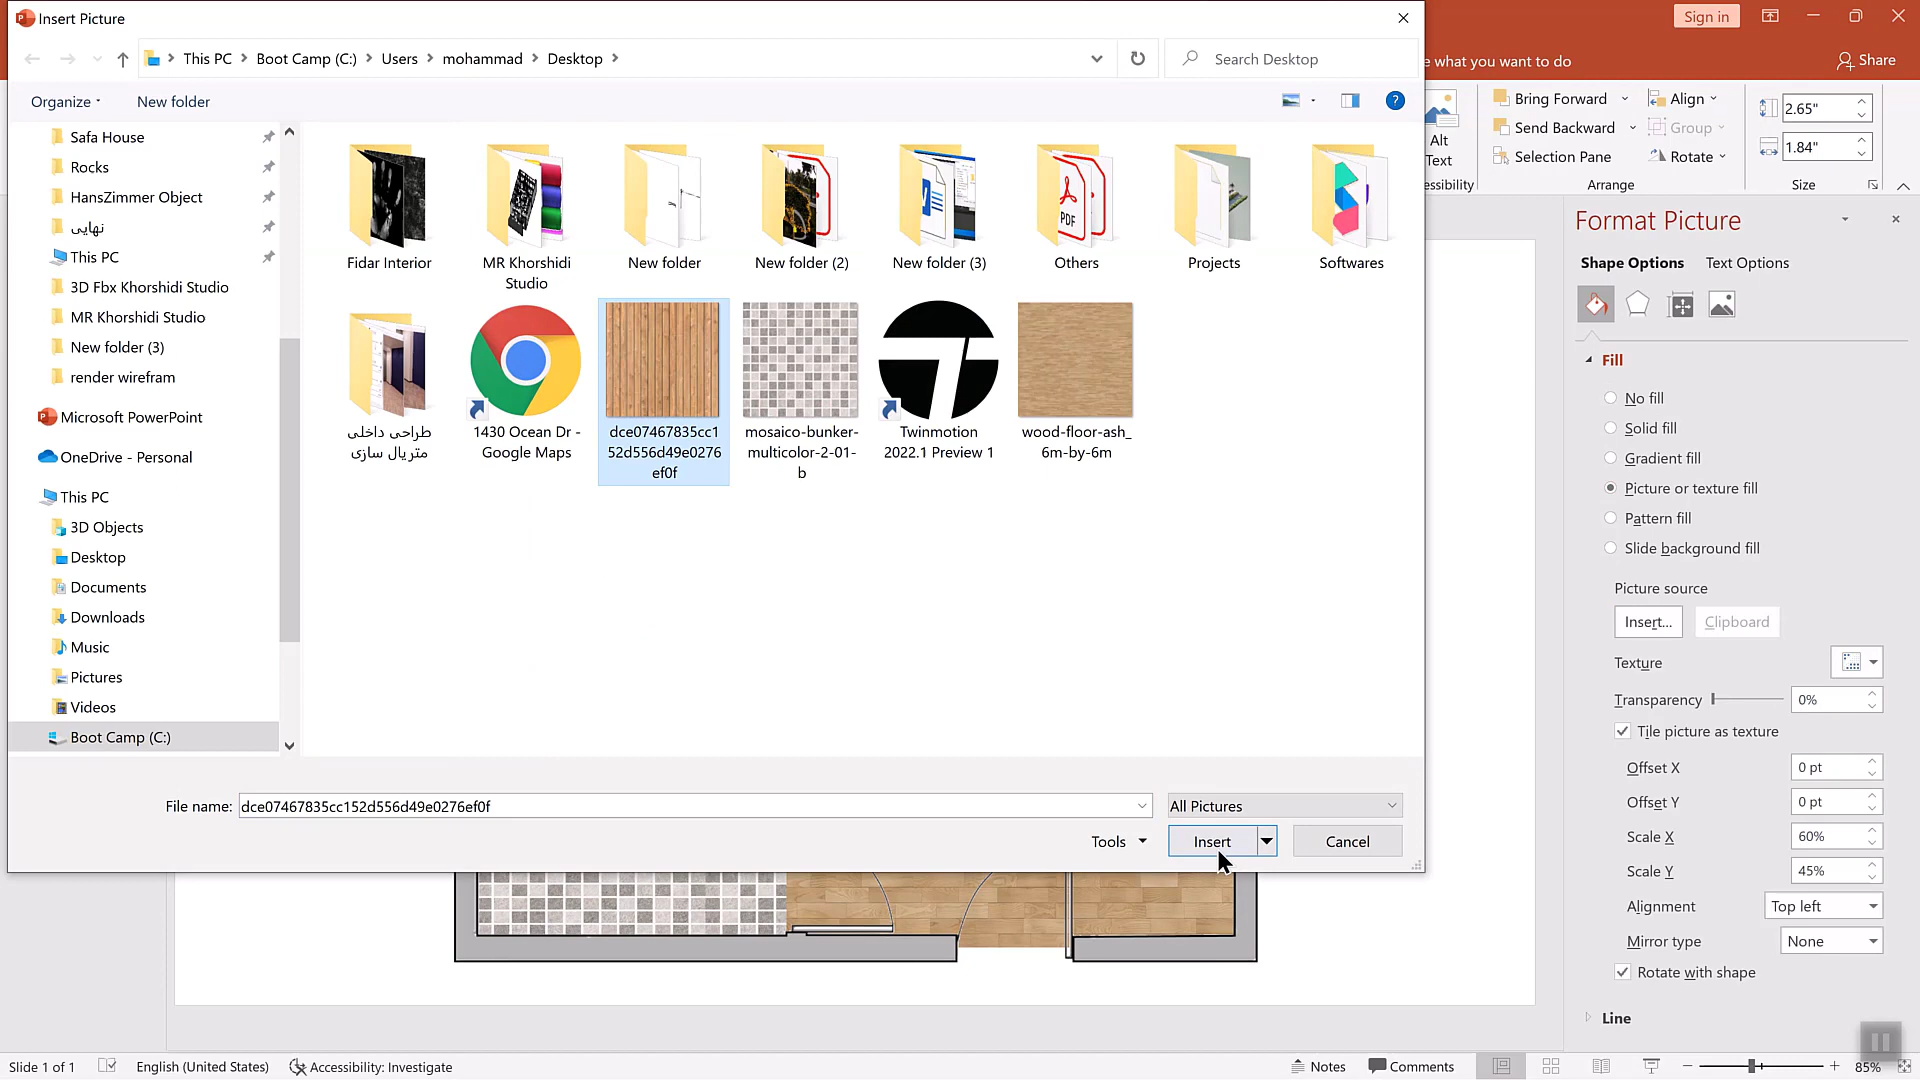 Insert Picture
Sign in
This PC
Boot Camp (C:)
Users
mohammad
Desktop
Search Desktop
e what you want to do
Share
Organize
New folder
Safa House
Rocks
HansZimmer Object
نهایی
This PC
3D Fbx Khorshidi Studio
MR Khorshidi Studio
New folder (3)
render wirefram
Microsoft PowerPoint
OneDrive - Personal
This PC
3D Objects
Desktop
Documents
Downloads
Music
Pictures
Videos
Boot Camp (C:)
Fidar Interior
MR Khorshidi
Studio
New folder
New folder (2)
New folder (3)
PDF
Others
Projects
Softwares
طراحی داخلی
متریال سازی
1430 Ocean Dr -
Google Maps
dce07467835cc1
52d556d49e0276
ef0f
mosaico-bunker-
multicolor-2-01-
b
Twinmotion
2022.1 Preview 1
wood-floor-ash_
6m-by-6m
File name:
dce07467835cc152d556d49e0276ef0f
All Pictures
Tools
Insert
Cancel
Alt
Text
ssibility
Bring Forward
Send Backward
Selection Pane
Align
Group
Rotate
Arrange
2.65"
1.84"
Size
Format Picture
Shape Options
Text Options
Fill
No fill
Solid fill
Gradient fill
Picture or texture fill
Pattern fill
Slide background fill
Picture source
Insert...
Clipboard
Texture
Transparency
0%
Tile picture as texture
Offset X
0 pt
Offset Y
0 pt
Scale X
60%
Scale Y
45%
Alignment
Top left
Mirror type
None
Rotate with shape
Line
Slide 1 of 1
English (United States)
Accessibility: Investigate
Notes
Comments
85%